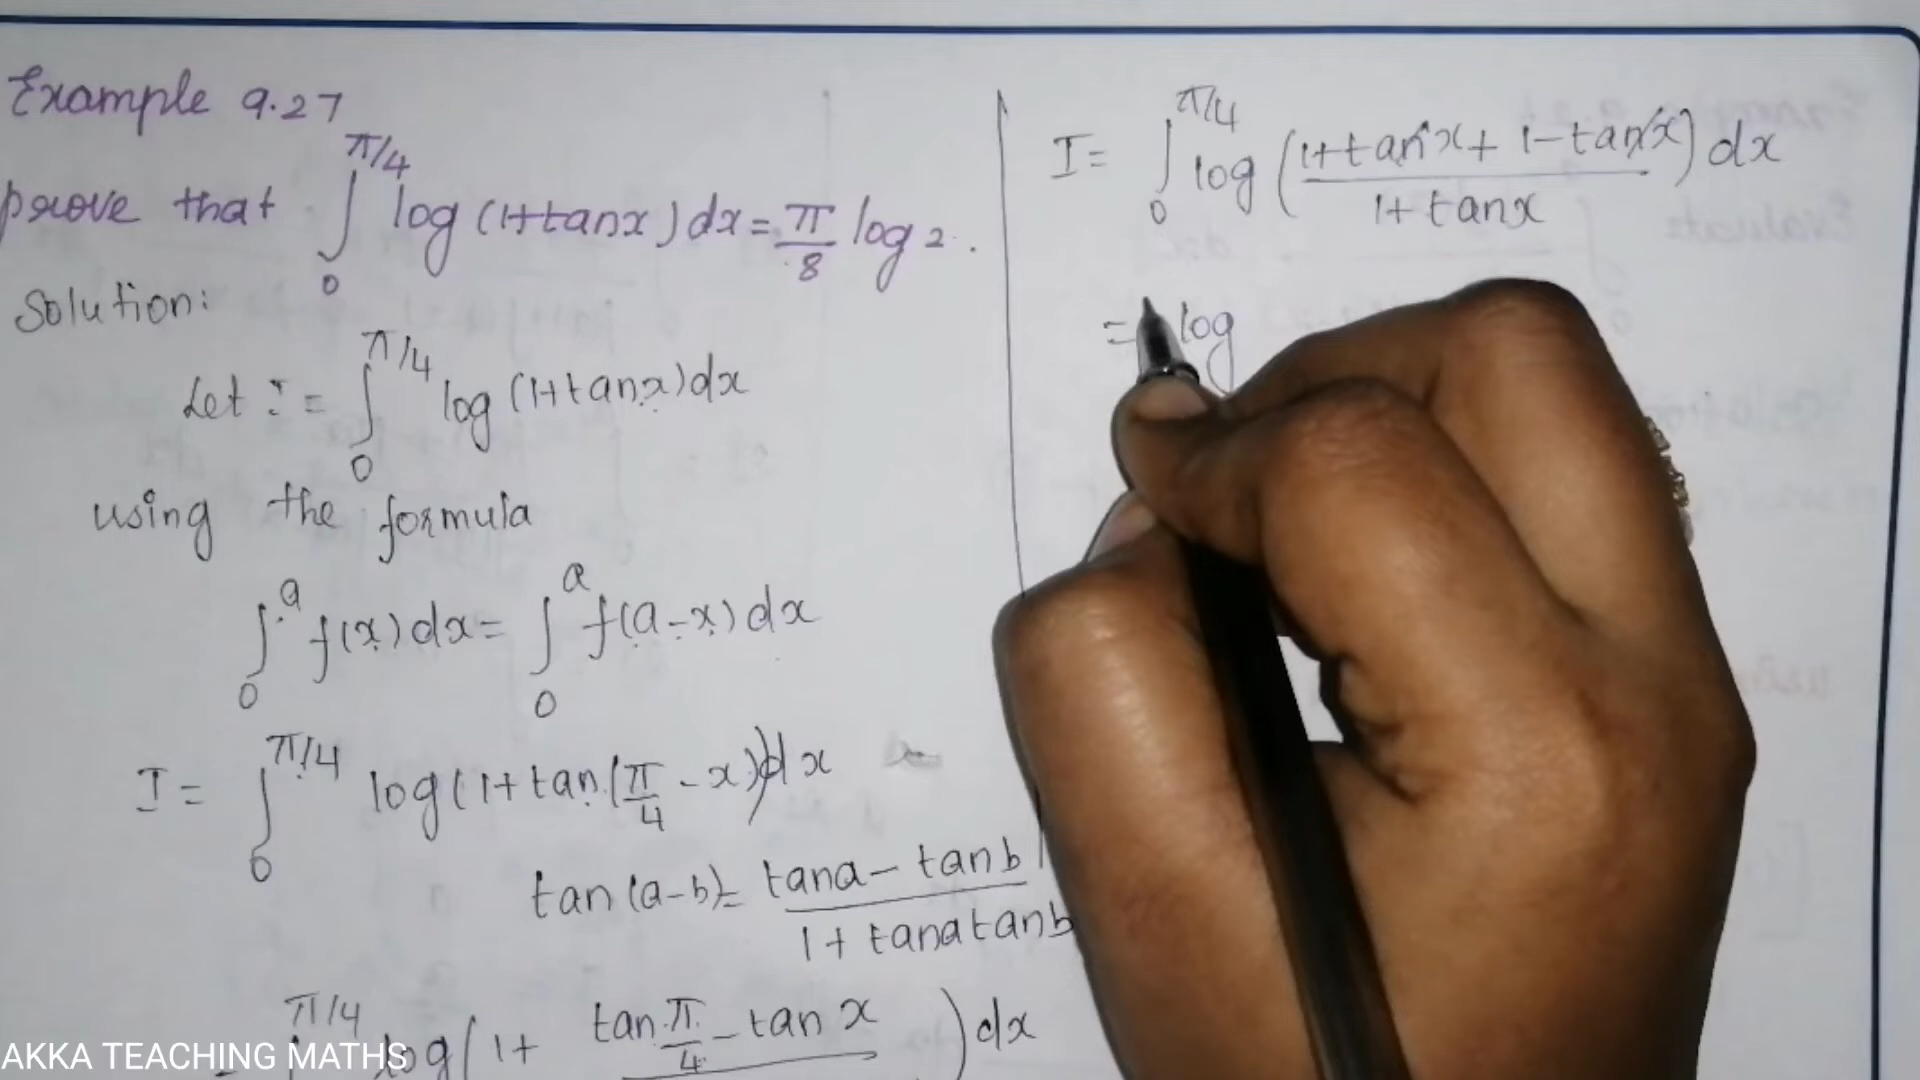 Example 9.27
prove that ∫₀^π/4 log (1+tanx) dx = π/8 log 2.
Solution:
Let I = ∫₀^π/4 log (1+tanx) dx
using the formula
∫₀^a f(x) dx = ∫₀^a f(a-x) dx
I = ∫₀^π/4 log (1+ tan (π/4 - x)) dx
tan (a-b) = tana - tanb / 1 + tana tanb
= ∫^π/4 log (1+ tan π/4 - tan x ) dx
I = ∫₀^π/4 log (1+tanx + 1-tanx / 1+tanx) dx
= log
AKKA TEACHING MATHS